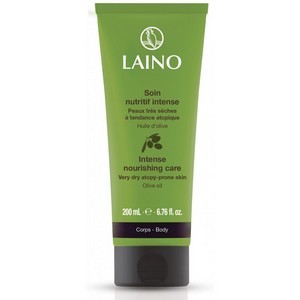 LAINO
Soin
nutritif intense
Peaux très sèches
à tendance atopique
Huile d'olive
Intense
nourishing care
Very dry atopy-prone skin
Olive oil
200 mL - ℮ - 6.76 fl. oz.
Corps - Body